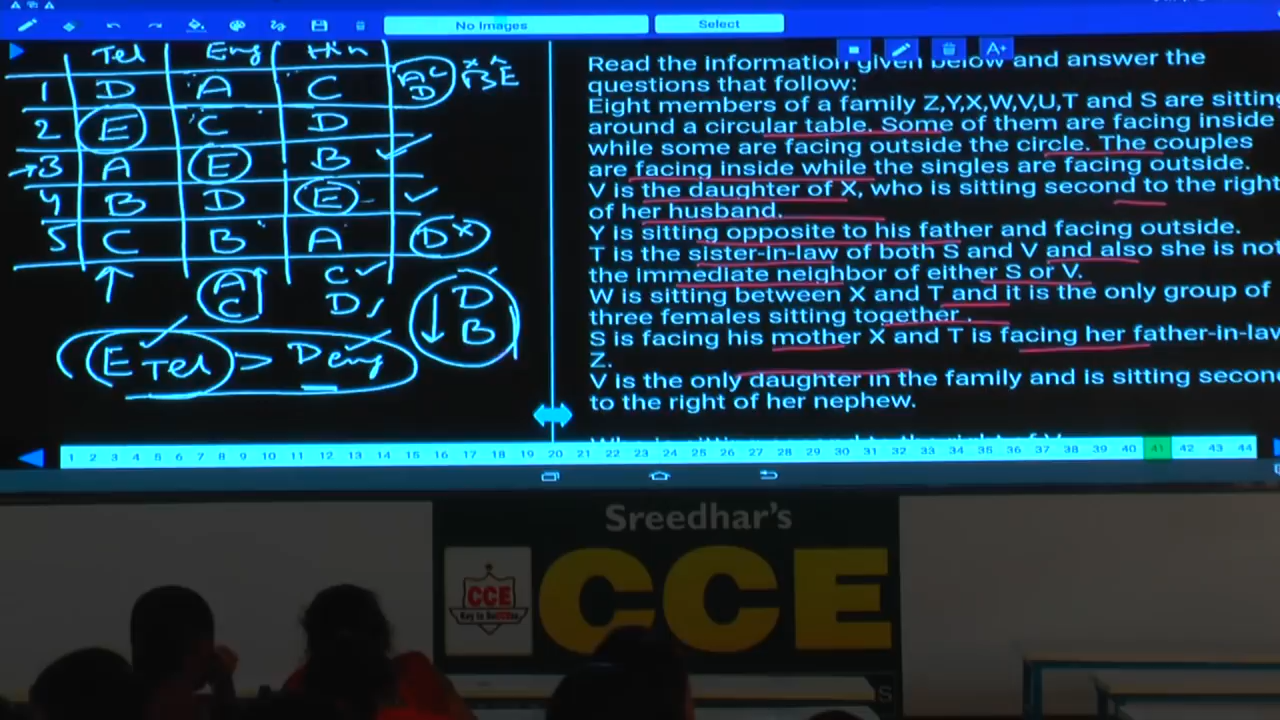 No Images Select
Tel Eng Hin
1 D A C
2 E C D
3 A E B
4 B D E
5 C B A
A C
D
B E
D
A
C
C
D
D
B
E Tel > D Eng
Read the information given below and answer the
questions that follow:
Eight members of a family Z,Y,X,W,V,U,T and S are sitting
around a circular table. Some of them are facing inside
while some are facing outside the circle. The couples
are facing inside while the singles are facing outside.
V is the daughter of X, who is sitting second to the right
of her husband.
Y is sitting opposite to his father and facing outside.
T is the sister-in-law of both S and V and also she is not
the immediate neighbor of either S or V.
W is sitting between X and T and it is the only group of
three females sitting together .
S is facing his mother X and T is facing her father-in-law
Z.
V is the only daughter in the family and is sitting second
to the right of her nephew.
1 2 3 4 5 6 7 8 9 10 11 12 13 14 15 16 17 18 19 20 21 22 23 24 25 26 27 28 29 30 31 32 33 34 35 36 37 38 39 40 41 42 43 44
Sreedhar's
CCE
CCE